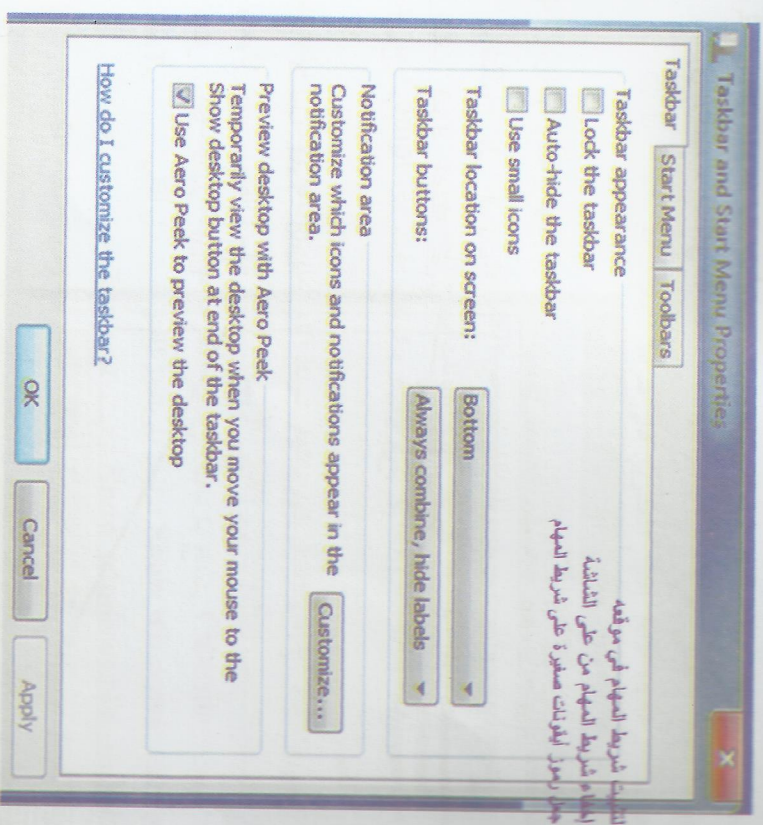 Taskbar and Start Menu Properties
Taskbar Start Menu Toolbars
Taskbar appearance
لتثبيت شريط المهام في موقعه
Lock the taskbar
إخفاء شريط المهام من على الشاشة
Auto-hide the taskbar
جعل رموز أيقونات صغيرة على شريط المهام
Use small icons
Taskbar location on screen: Bottom
Taskbar buttons: Always combine, hide labels
Notification area
Customize which icons and notifications appear in the
notification area.
Customize...
Preview desktop with Aero Peek
Temporarily view the desktop when you move your mouse to the
Show desktop button at end of the taskbar.
Use Aero Peek to preview the desktop
How do I customize the taskbar?
OK Cancel Apply